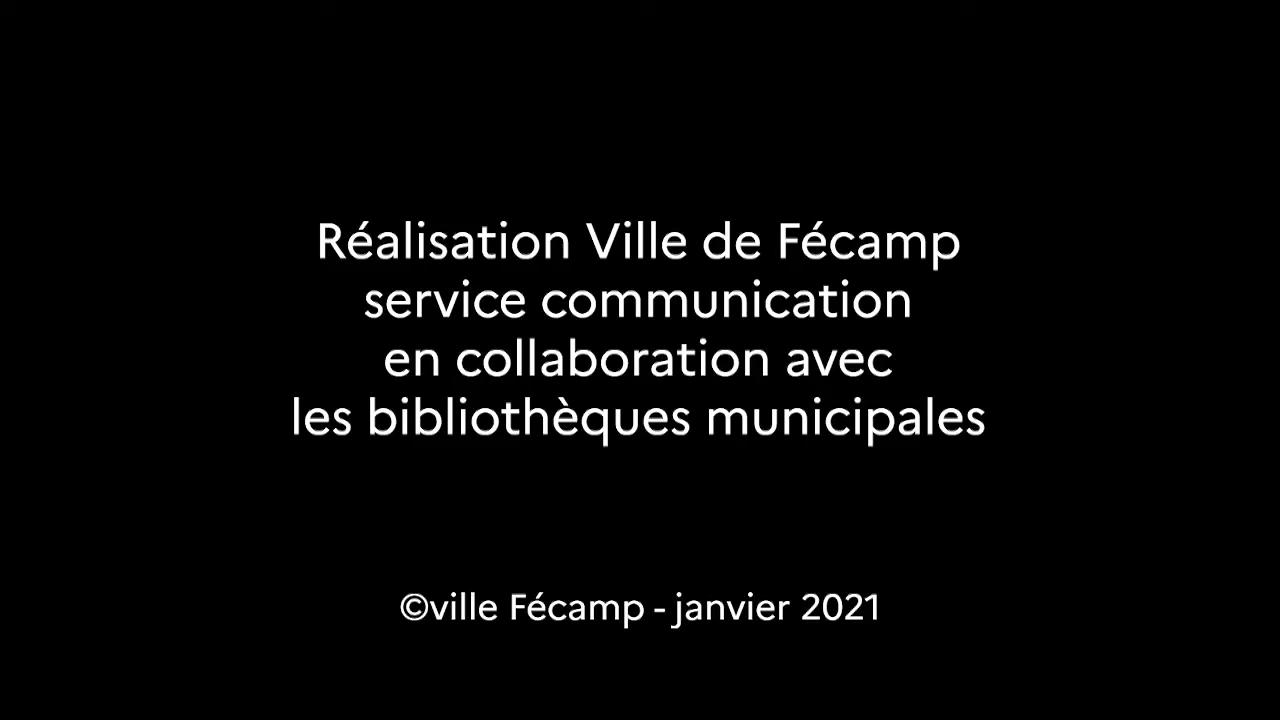 Réalisation Ville de Fécamp
service communication
en collaboration avec
les bibliothèques municipales
©ville Fécamp - janvier 2021